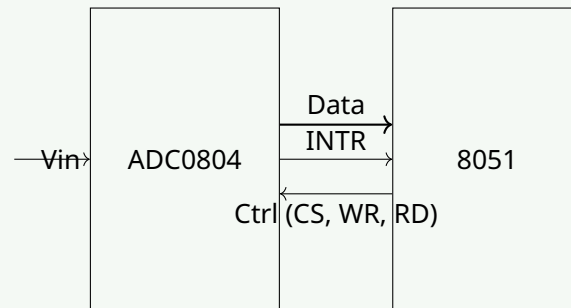 Data
INTR
Vin
ADC0804
8051
Ctrl (CS, WR, RD)